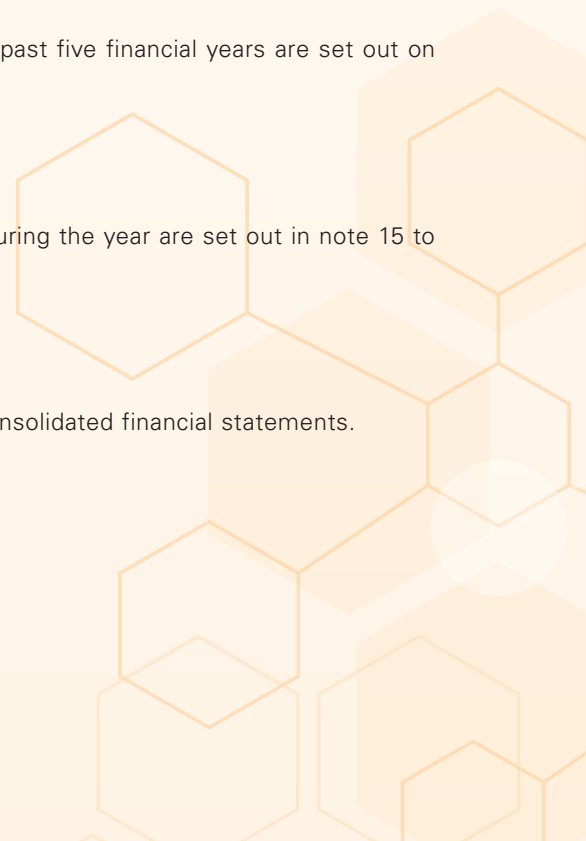 past five financial years are set out on
uring the year are set out in note 15 to
nsolidated financial statements.